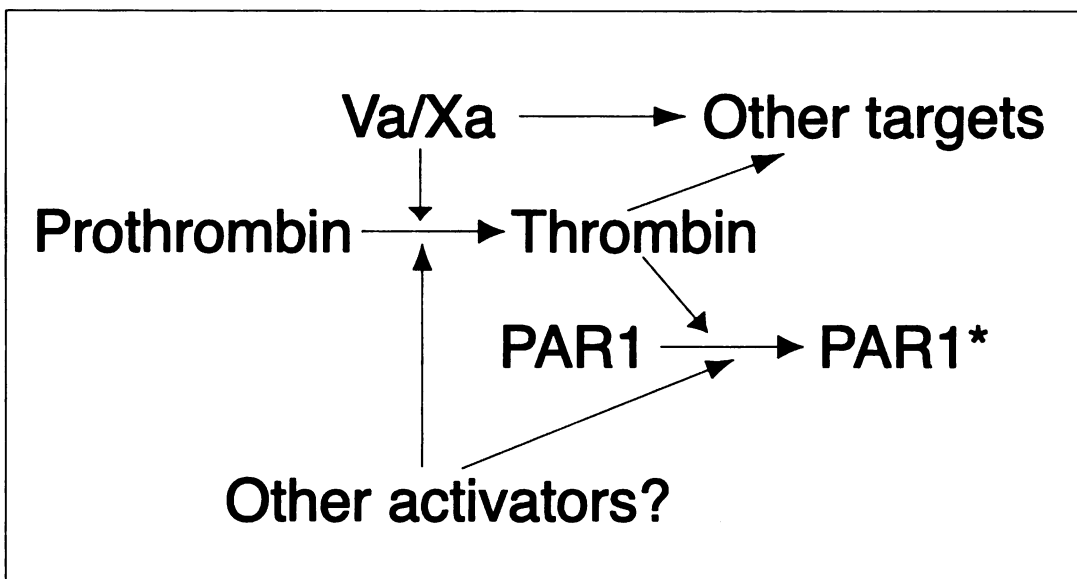 Va/Xa Other targets
Prothrombin Thrombin
PAR1 PAR1*
Other activators?